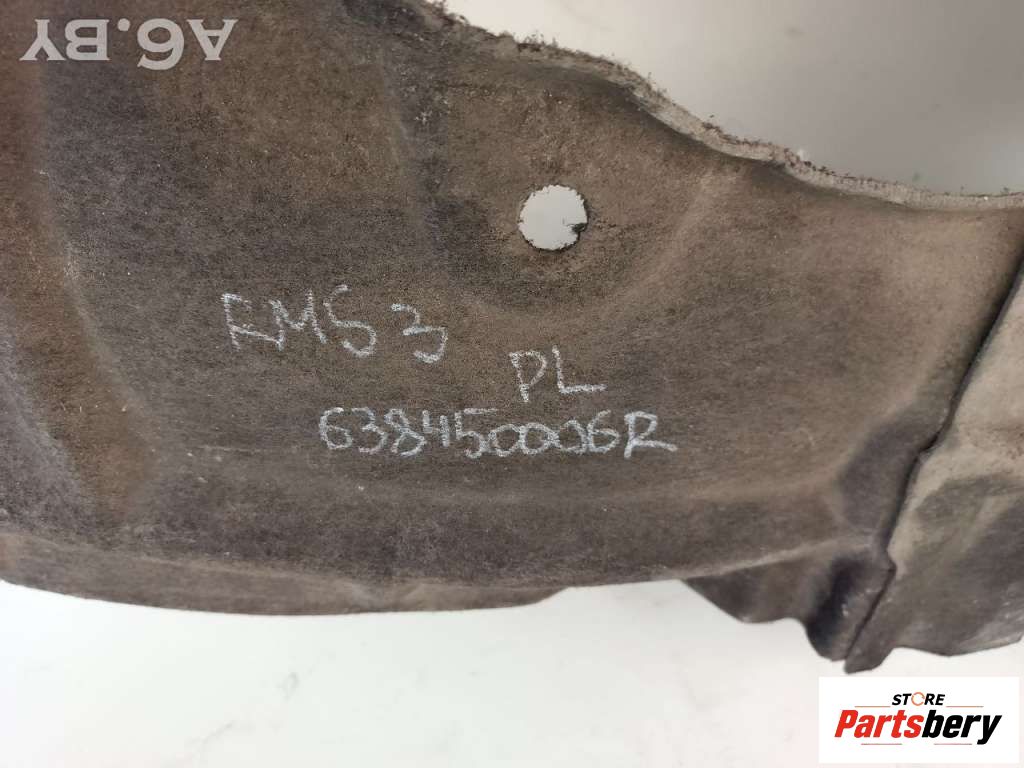 A6.BY
RMS 3
PL
638450006R
STORE
Partsbery